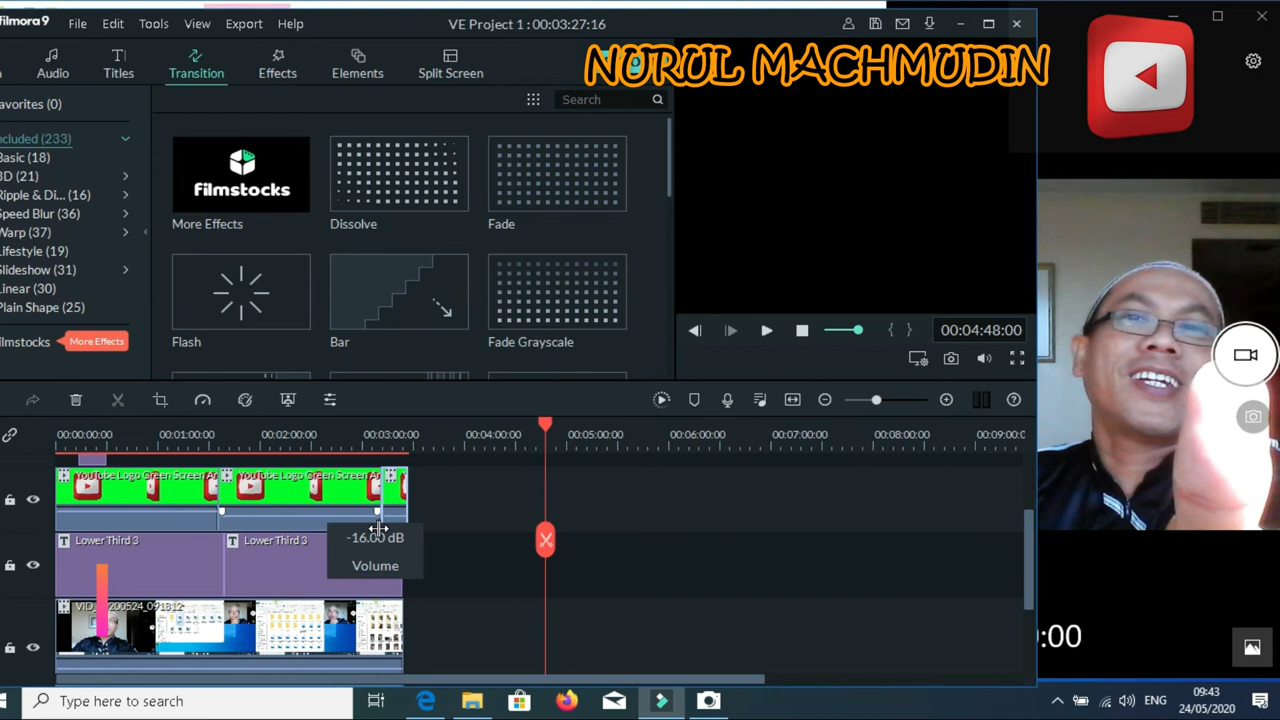 filmora9
File
Edit
Tools
View
Export
Help
VE Project 1 : 00:03:27:16
NURUL MACHMUDIN
Audio
Titles
Transition
Effects
Elements
Split Screen
avorites (0)
Search
ncluded (233)
Basic (18)
3D (21)
Ripple & Di... (16)
Speed Blur (36)
Warp (37)
Lifestyle (19)
Slideshow (31)
Linear (30)
Plain Shape (25)
ilmstocks
More Effects
filmstocks
More Effects
Dissolve
Fade
Flash
Bar
Fade Grayscale
00:04:48:00
00:00:00:00
00:01:00:00
00:02:00:00
00:03:00:00
00:04:00:00
00:05:00:00
00:06:00:00
00:07:00:00
00:08:00:00
00:09:00:0
YouTube Logo Green Screen An
YouTube Logo Green Screen An
T Lower Third 3
T Lower Third 3
-16.00 dB
Volume
:00
Type here to search
ENG
09:43
24/05/2020